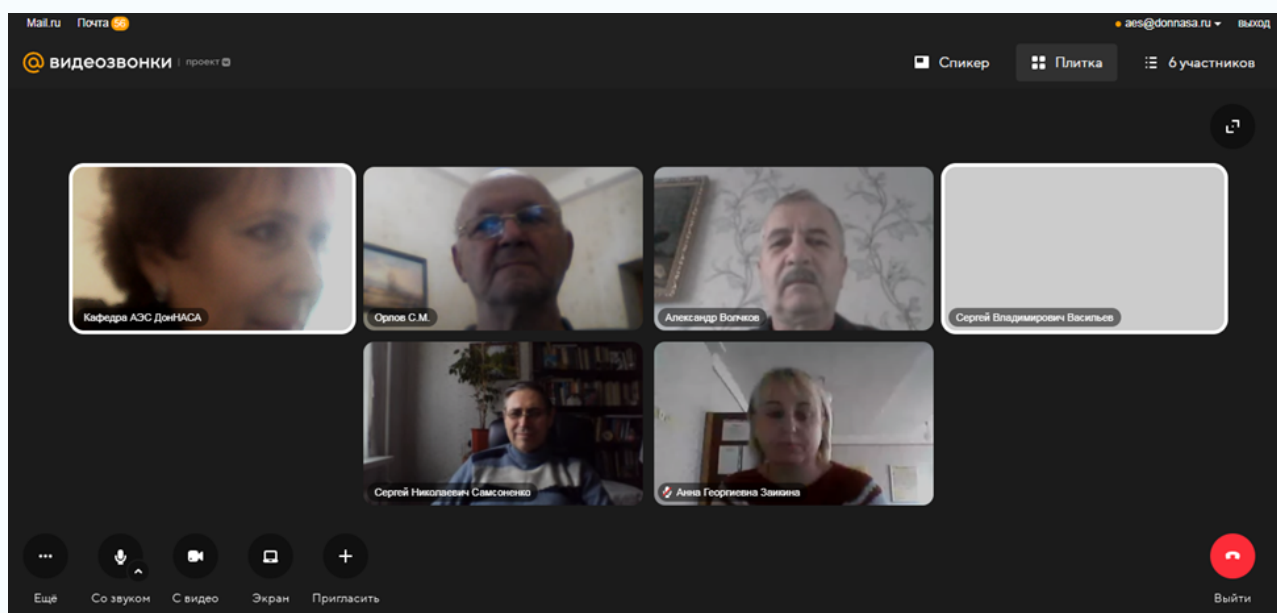 Mail.ru Почта 56 aes@donnasa.ru выход
видеозвонки проект Спикер Плитка 6 участников
Кафедра АЭС ДонНАСА
Орлов С.М.
Александр Волчков
Сергей Владимирович Васильев
Сергей Николаевич Самсоненко
Анна Георгиевна Заикина
Ещё Со звуком С видео Экран Пригласить Выйти